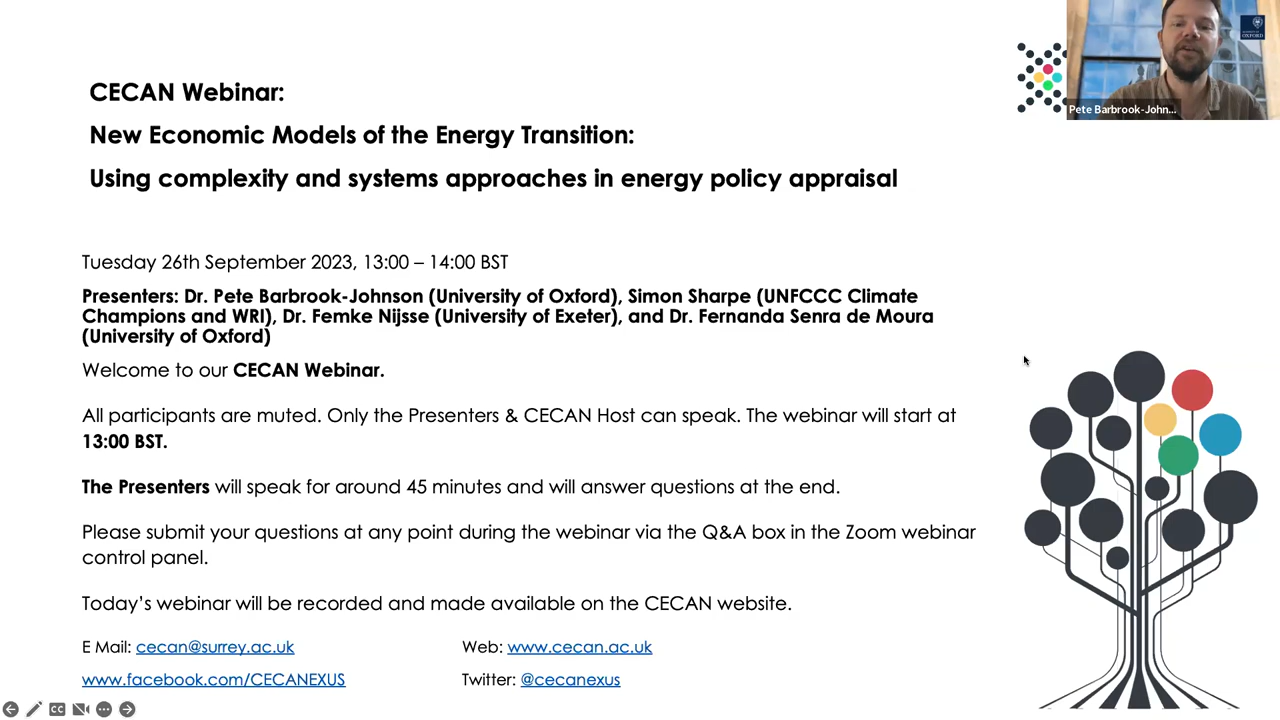 CECAN Webinar:
New Economic Models of the Energy Transition:
Using complexity and systems approaches in energy policy appraisal
UNIVERSITY OF
OXFORD
Pete Barbrook-John...
Tuesday 26th September 2023, 13:00 – 14:00 BST
Presenters: Dr. Pete Barbrook-Johnson (University of Oxford), Simon Sharpe (UNFCCC Climate
Champions and WRI), Dr. Femke Nijsse (University of Exeter), and Dr. Fernanda Senra de Moura
(University of Oxford)
Welcome to our CECAN Webinar.
All participants are muted. Only the Presenters & CECAN Host can speak. The webinar will start at
13:00 BST.
The Presenters will speak for around 45 minutes and will answer questions at the end.
Please submit your questions at any point during the webinar via the Q&A box in the Zoom webinar
control panel.
Today’s webinar will be recorded and made available on the CECAN website.
E Mail: cecan@surrey.ac.uk
Web: www.cecan.ac.uk
www.facebook.com/CECANEXUS
Twitter: @cecanexus
CC